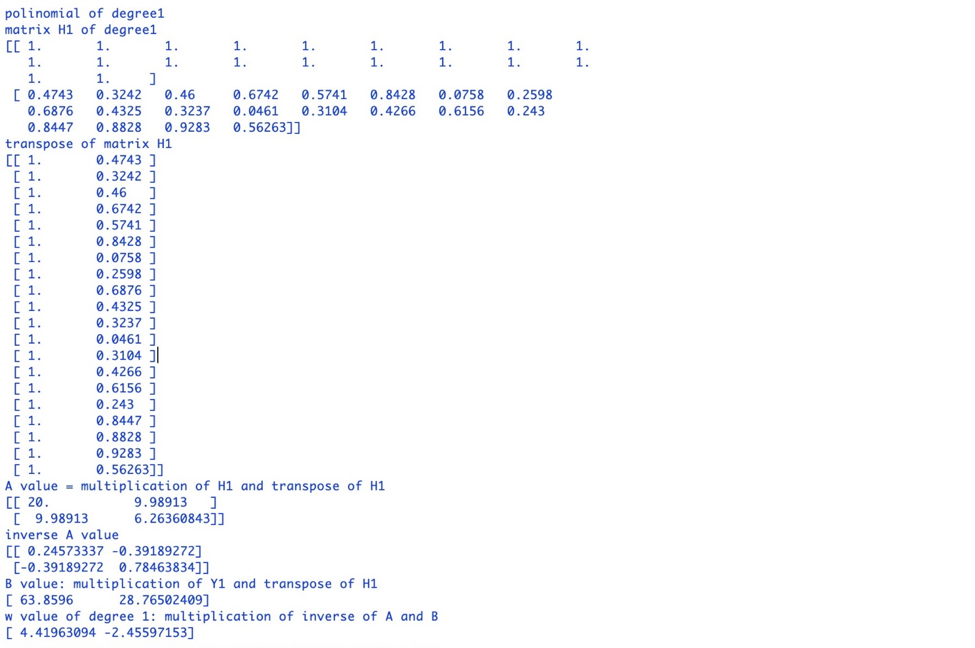 polinomial of degree1
matrix H1 of degree1
[[ 1. 1. 1. 1. 1. 1. 1. 1. 1.
1. 1. 1. 1. 1. 1. 1. 1. 1.
1. 1. ]
[ 0.4743 0.3242 0.46 0.6742 0.5741 0.8428 0.0758 0.2598
0.6876 0.4325 0.3237 0.0461 0.3104 0.4266 0.6156 0.243
0.8447 0.8828 0.9283 0.56263]]
transpose of matrix H1
[[ 1. 0.4743 ]
[ 1. 0.3242 ]
[ 1. 0.46 ]
[ 1. 0.6742 ]
[ 1. 0.5741 ]
[ 1. 0.8428 ]
[ 1. 0.0758 ]
[ 1. 0.2598 ]
[ 1. 0.6876 ]
[ 1. 0.4325 ]
[ 1. 0.3237 ]
[ 1. 0.0461 ]
[ 1. 0.3104 ]
[ 1. 0.4266 ]
[ 1. 0.6156 ]
[ 1. 0.243 ]
[ 1. 0.8447 ]
[ 1. 0.8828 ]
[ 1. 0.9283 ]
[ 1. 0.56263]]
A value = multiplication of H1 and transpose of H1
[[ 20. 9.98913 ]
[ 9.98913 6.26360843]]
inverse A value
[[ 0.24573337 -0.39189272]
[-0.39189272 0.78463834]]
B value: multiplication of Y1 and transpose of H1
[ 63.8596 28.76502409]
w value of degree 1: multiplication of inverse of A and B
[ 4.41963094 -2.45597153]